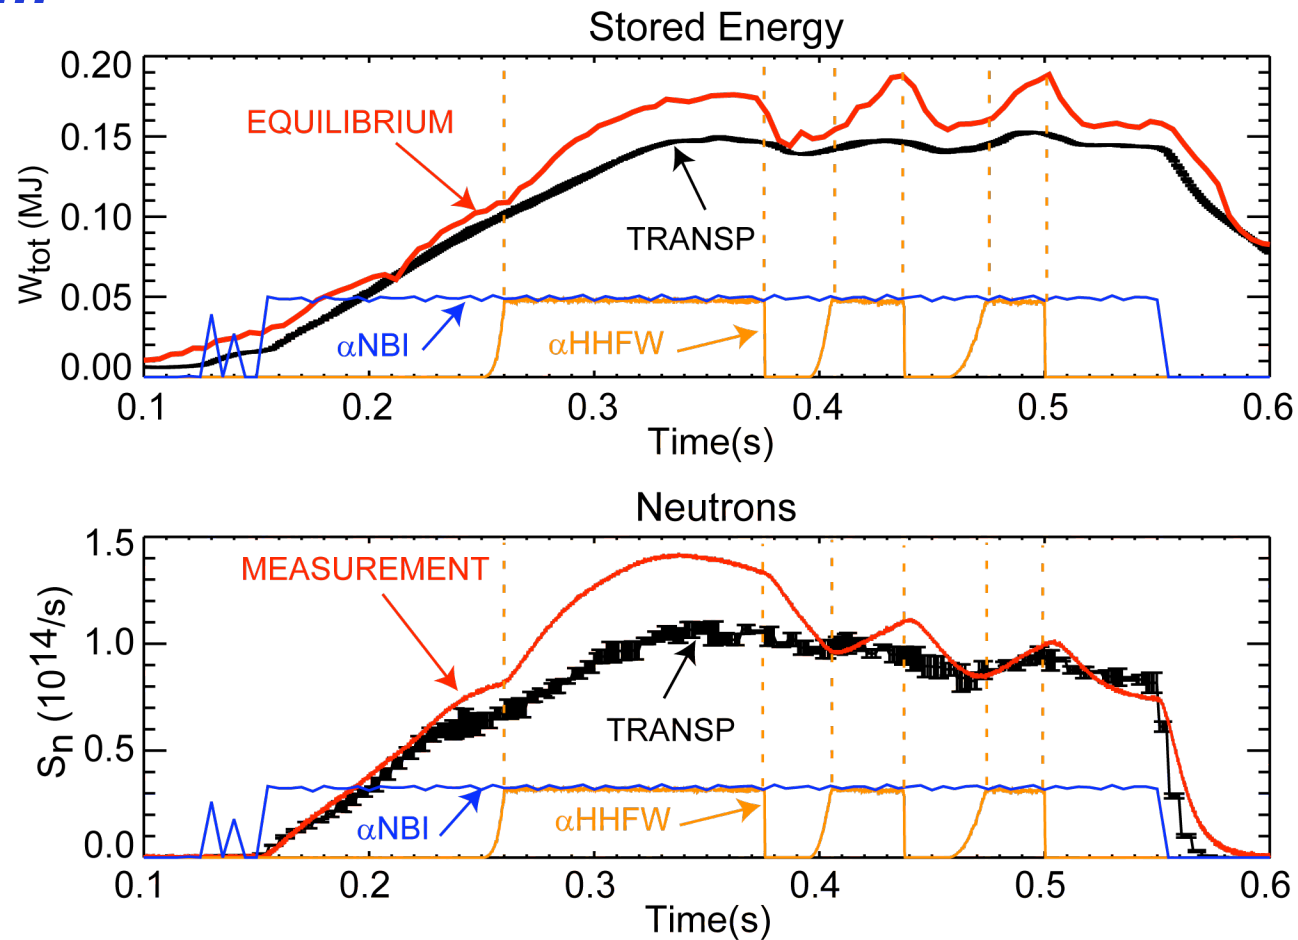 Stored Energy
0.20
0.15
0.10
0.05
0.00
W_tot (MJ)
EQUILIBRIUM
TRANSP
αNBI
αHHFW
0.1 0.2 0.3 0.4 0.5 0.6
Time(s)
Neutrons
1.5
1.0
0.5
0.0
S_n (10^14/s)
MEASUREMENT
TRANSP
αNBI
αHHFW
0.1 0.2 0.3 0.4 0.5 0.6
Time(s)